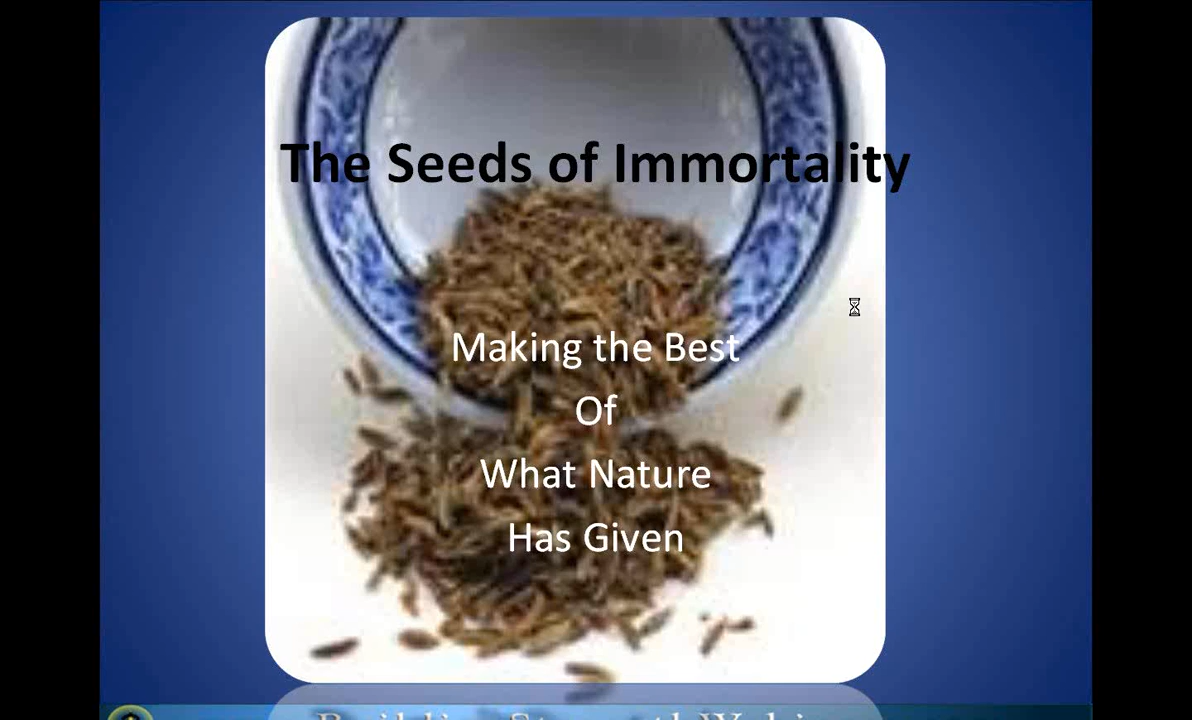 The Seeds of Immortality
Making the Best
Of
What Nature
Has Given